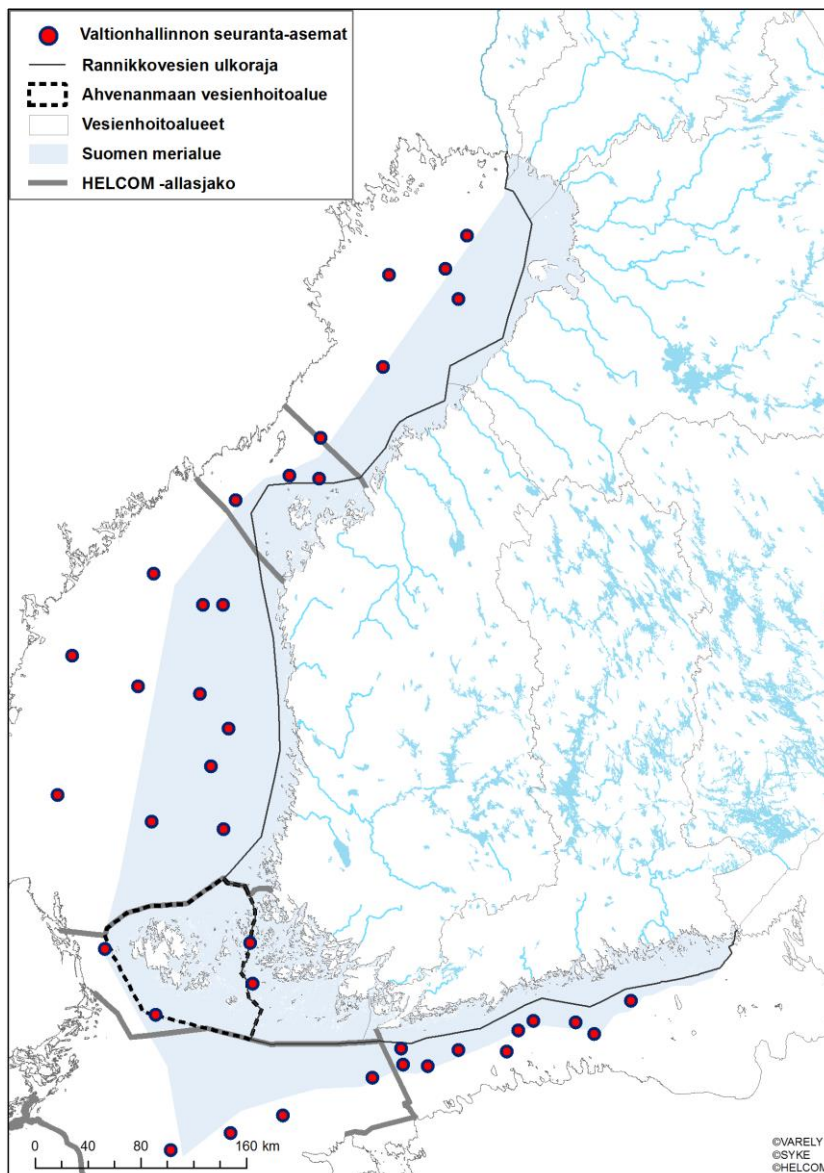 Valtionhallinnon seuranta-asemat
Rannikkovesien ulkoraja
Ahvenanmaan vesienhoitoalue
Vesienhoitoalueet
Suomen merialue
HELCOM -allasjako
0 40 80 160 km
©VARELY
©SYKE
©HELCOM